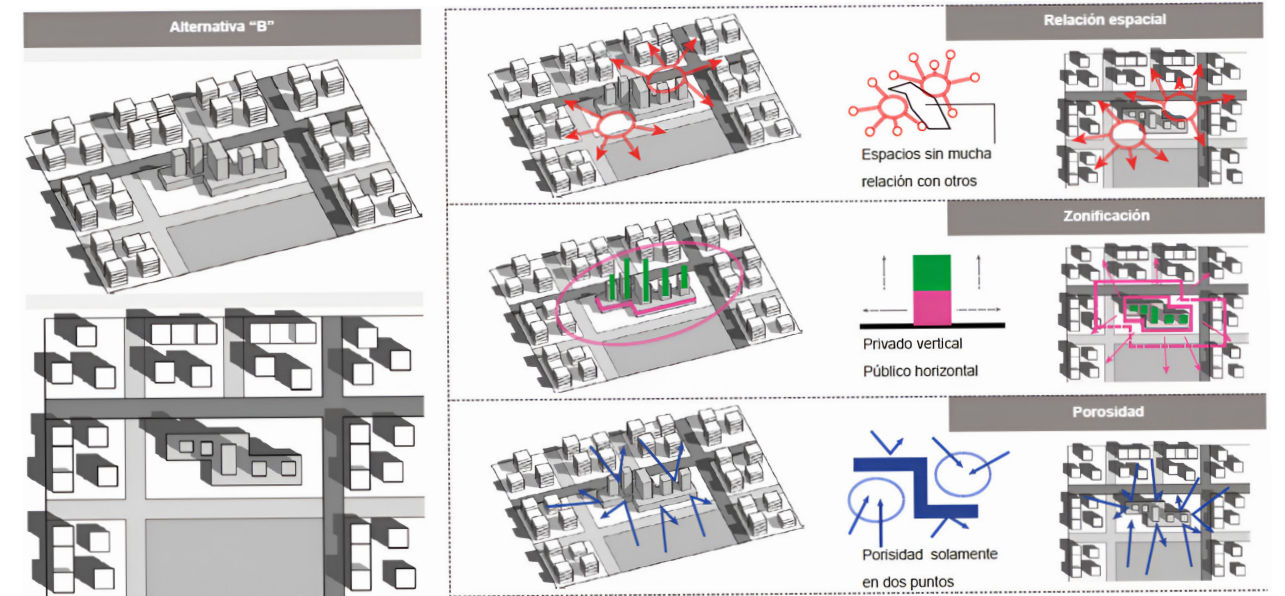 Alternativa “B”
Relación espacial
Espacios sin mucha
relación con otros
Zonificación
Privado vertical
Público horizontal
Porosidad
Porisidad solamente
en dos puntos